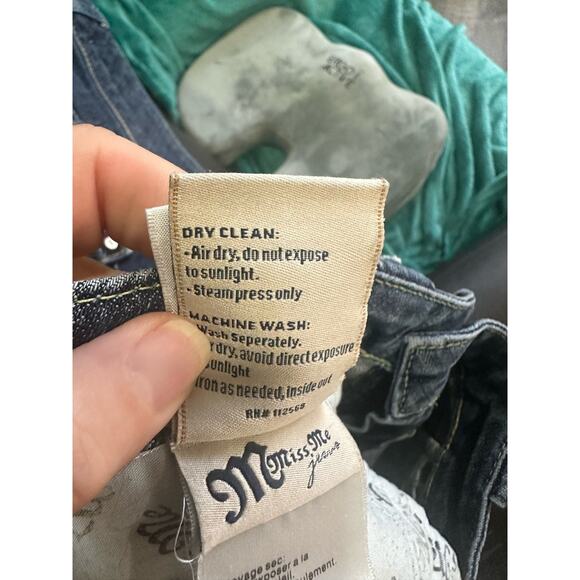 DRY CLEAN:
•Air dry, do not expose
to sunlight.
•Steam press only
MACHINE WASH:
Wash Seperately.
dry, avoid direct exposure
sunlight
Iron as needed, inside out
RN# 112568
M Miss Me
jeans